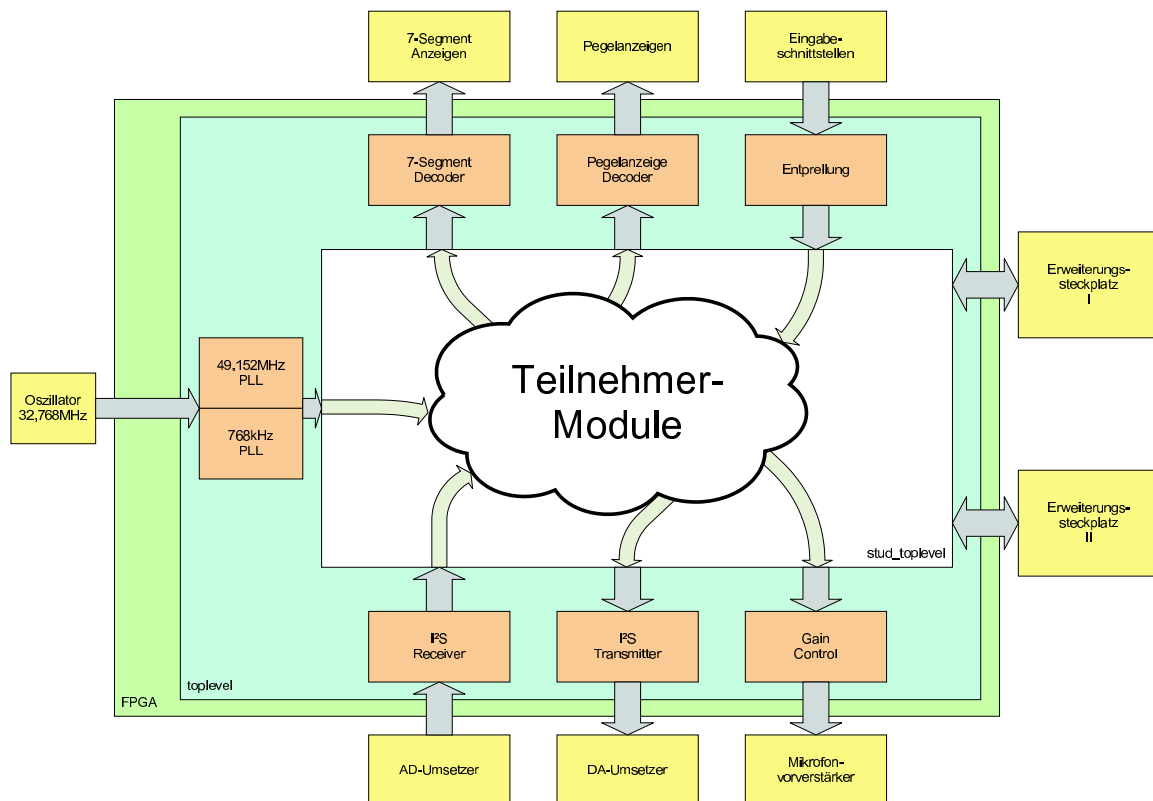 7-Segment
Anzeigen
Pegelanzeigen
Eingabe-
schnittstellen
7-Segment
Decoder
Pegelanzeige
Decoder
Entprellung
Erweiterungs-
steckplatz
I
49,152MHz
PLL
Oszillator
32,768MHz
768kHz
PLL
Teilnehmer-
Module
Erweiterungs-
steckplatz
II
stud_toplevel
I²S
Receiver
I²S
Transmitter
Gain
Control
toplevel
FPGA
AD-Umsetzer
DA-Umsetzer
Mikrofon-
vorverstärker